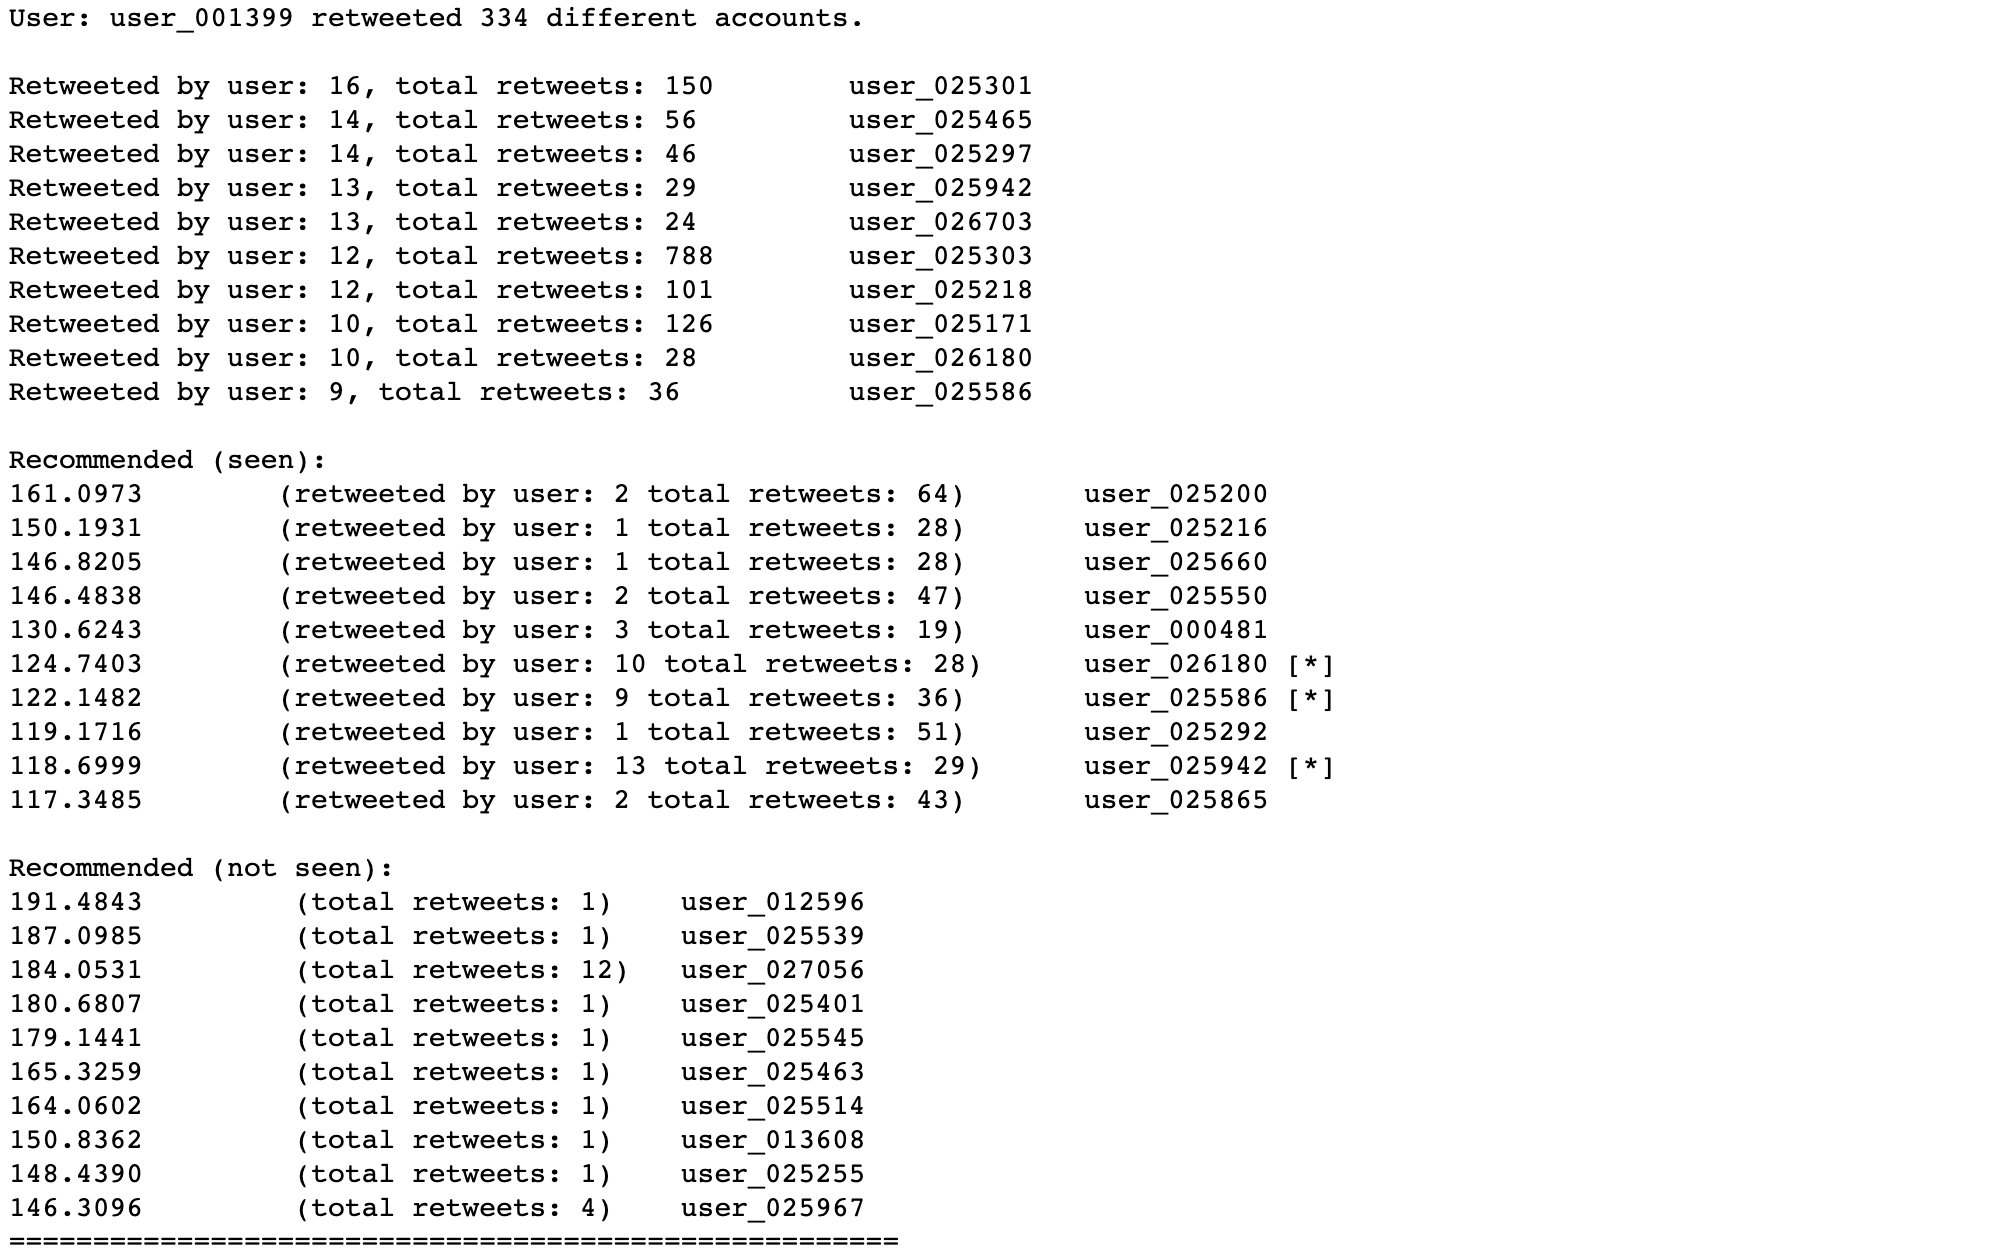 User: user_001399 retweeted 334 different accounts.
Retweeted by user: 16, total retweets: 150 user_025301
Retweeted by user: 14, total retweets: 56 user_025465
Retweeted by user: 14, total retweets: 46 user_025297
Retweeted by user: 13, total retweets: 29 user_025942
Retweeted by user: 13, total retweets: 24 user_026703
Retweeted by user: 12, total retweets: 788 user_025303
Retweeted by user: 12, total retweets: 101 user_025218
Retweeted by user: 10, total retweets: 126 user_025171
Retweeted by user: 10, total retweets: 28 user_026180
Retweeted by user: 9, total retweets: 36 user_025586
Recommended (seen):
161.0973 (retweeted by user: 2 total retweets: 64) user_025200
150.1931 (retweeted by user: 1 total retweets: 28) user_025216
146.8205 (retweeted by user: 1 total retweets: 28) user_025660
146.4838 (retweeted by user: 2 total retweets: 47) user_025550
130.6243 (retweeted by user: 3 total retweets: 19) user_000481
124.7403 (retweeted by user: 10 total retweets: 28) user_026180 [*]
122.1482 (retweeted by user: 9 total retweets: 36) user_025586 [*]
119.1716 (retweeted by user: 1 total retweets: 51) user_025292
118.6999 (retweeted by user: 13 total retweets: 29) user_025942 [*]
117.3485 (retweeted by user: 2 total retweets: 43) user_025865
Recommended (not seen):
191.4843 (total retweets: 1) user_012596
187.0985 (total retweets: 1) user_025539
184.0531 (total retweets: 12) user_027056
180.6807 (total retweets: 1) user_025401
179.1441 (total retweets: 1) user_025545
165.3259 (total retweets: 1) user_025463
164.0602 (total retweets: 1) user_025514
150.8362 (total retweets: 1) user_013608
148.4390 (total retweets: 1) user_025255
146.3096 (total retweets: 4) user_025967
=====================================================